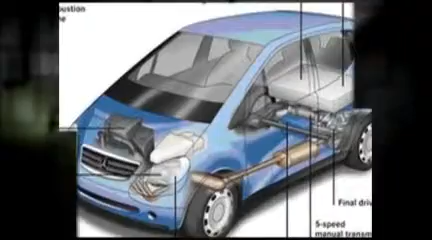 bustion
ne
Final driv
5-speed
manual transm